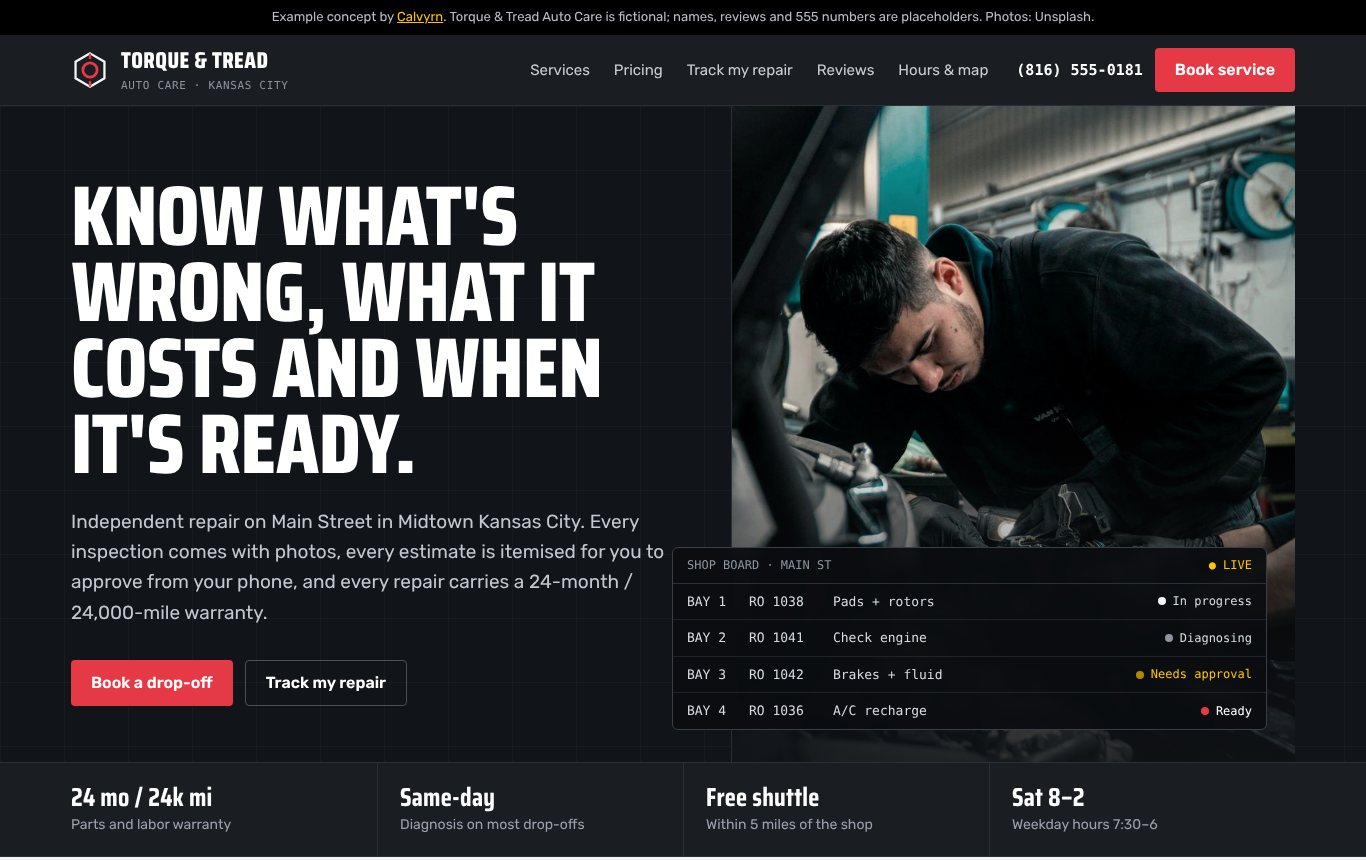 Example concept by Calvyrn. Torque & Tread Auto Care is fictional; names, reviews and 555 numbers are placeholders. Photos: Unsplash.
TORQUE & TREAD
AUTO CARE · KANSAS CITY
Services
Pricing
Track my repair
Reviews
Hours & map
(816) 555-0181
Book service
KNOW WHAT'S
WRONG, WHAT IT
COSTS AND WHEN
IT'S READY.
Independent repair on Main Street in Midtown Kansas City. Every
inspection comes with photos, every estimate is itemised for you to
approve from your phone, and every repair carries a 24-month /
24,000-mile warranty.
Book a drop-off
Track my repair
SHOP BOARD · MAIN ST
LIVE
BAY 1 RO 1038 Pads + rotors In progress
BAY 2 RO 1041 Check engine Diagnosing
BAY 3 RO 1042 Brakes + fluid Needs approval
BAY 4 RO 1036 A/C recharge Ready
24 mo / 24k mi
Parts and labor warranty
Same-day
Diagnosis on most drop-offs
Free shuttle
Within 5 miles of the shop
Sat 8–2
Weekday hours 7:30–6